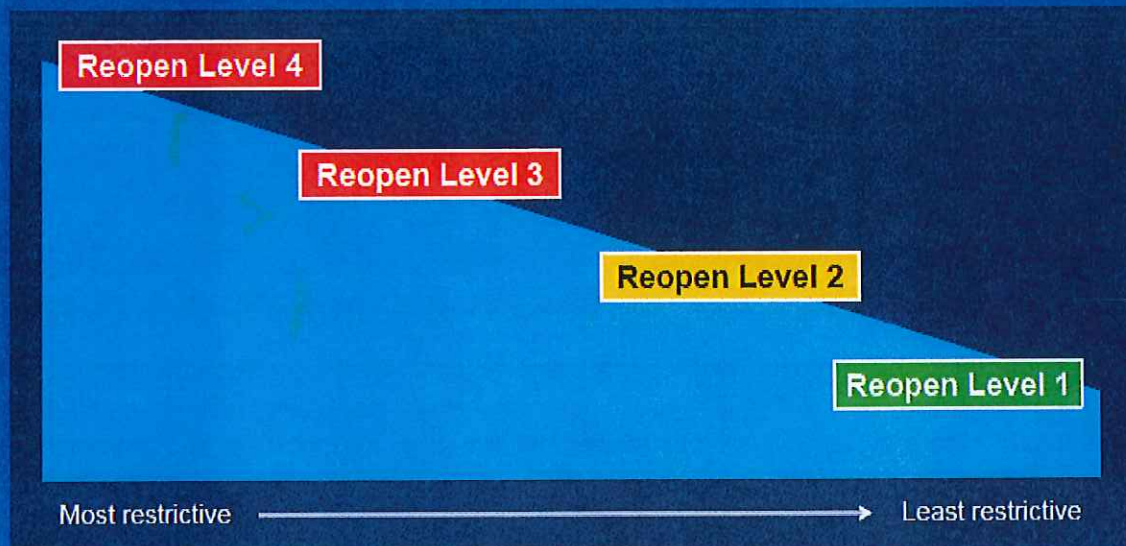 Reopen Level 4
Reopen Level 3
Reopen Level 2
Reopen Level 1
Most restrictive
Least restrictive